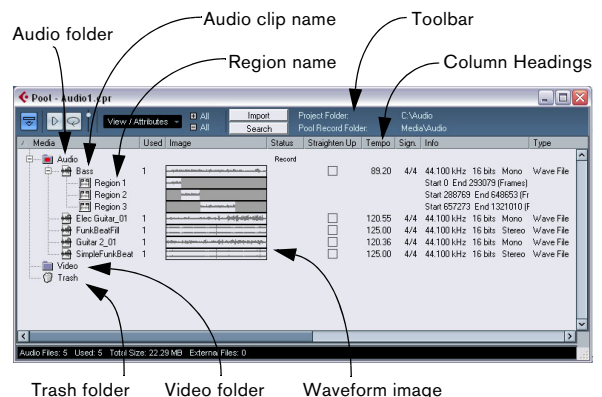 Audio clip name
Toolbar
Audio folder
Region name
Column Headings
Pool - Audio1.cpr
View / Attributes
All
All
Import
Search
Project Folder: C:\Audio
Pool Record Folder: Media\Audio
Media Used Image Status Straighten Up Tempo Sign. Info Type
Audio Record
Bass 1 89.20 4/4 44.100 kHz 16 bits Mono Wave File
Region 1 Start 0 End 293079 (Frames)
Region 2 Start 288769 End 648653 (Fr
Region 3 Start 657273 End 1321010 (F
Elec Guitar_01 1 120.55 4/4 44.100 kHz 16 bits Mono Wave File
FunkBeatFill 1 125.00 4/4 44.100 kHz 16 bits Stereo Wave File
Guitar 2_01 1 120.36 4/4 44.100 kHz 16 bits Mono Wave File
SimpleFunkBeat 1 125.00 4/4 44.100 kHz 16 bits Stereo Wave File
Video
Trash
Audio Files: 5 Used: 5 Total Size: 22.29 MB External Files: 0
Trash folder
Video folder
Waveform image